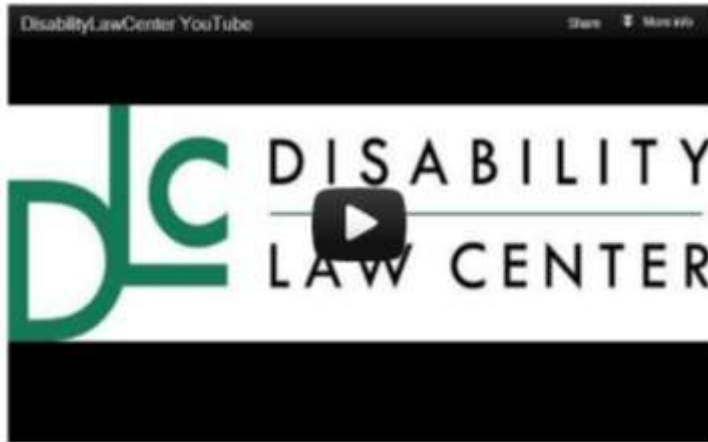 DisabilityLawCenter YouTube Share More info
DLC
DISABILITY
LAW CENTER